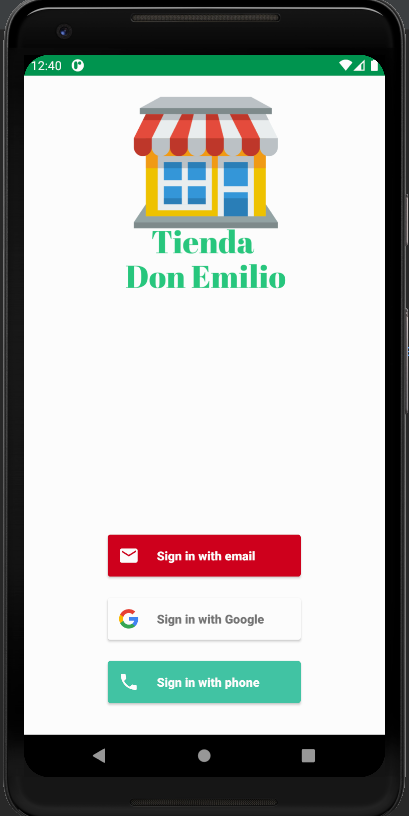 12:40
Tienda
Don Emilio
Sign in with email
Sign in with Google
Sign in with phone